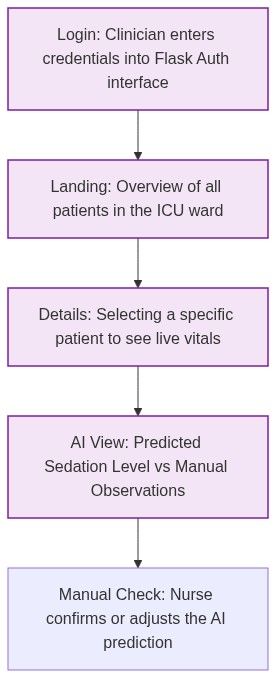 Login: Clinician enters
credentials into Flask Auth
interface
Landing: Overview of all
patients in the ICU ward
Details: Selecting a specific
patient to see live vitals
AI View: Predicted
Sedation Level vs Manual
Observations
Manual Check: Nurse
confirms or adjusts the AI
prediction